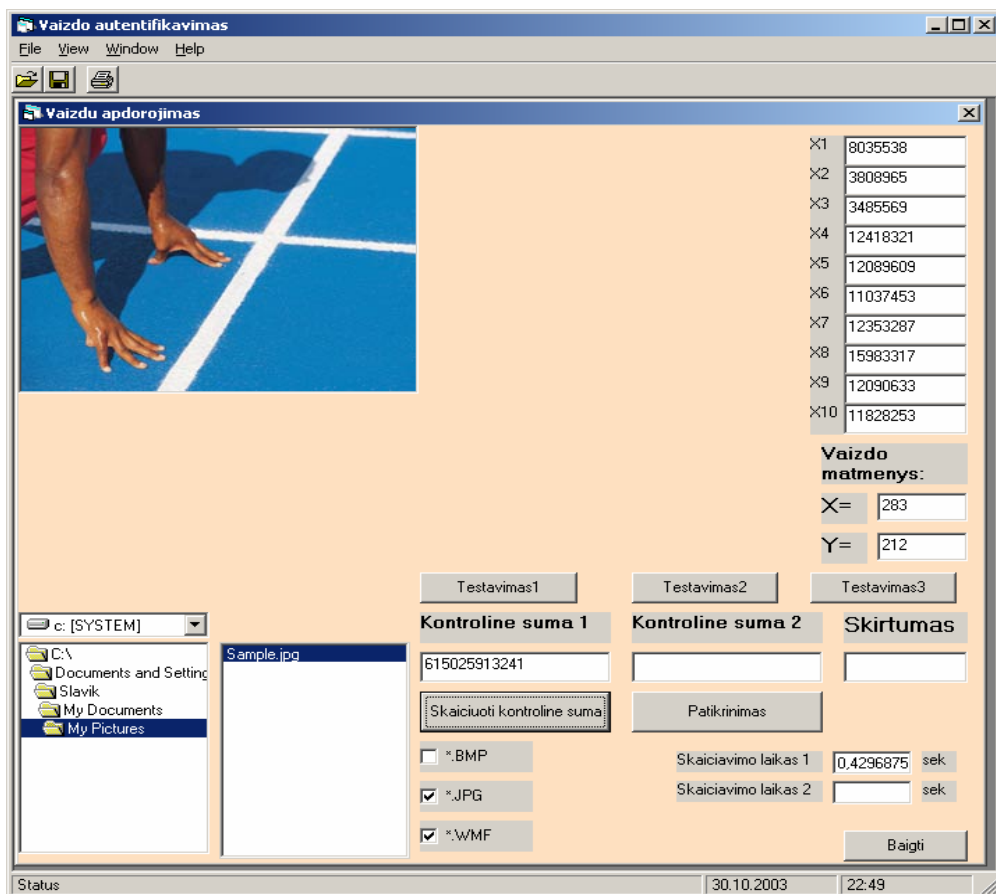 Vaizdo autentifikavimas
File View Window Help
Vaizdu apdorojimas
X1 8035538
X2 3808965
X3 3485569
X4 12418321
X5 12089609
X6 11037453
X7 12353287
X8 15983317
X9 12090633
X10 11828253
Vaizdo
matmenys:
X= 283
Y= 212
Testavimas1 Testavimas2 Testavimas3
c: [SYSTEM]
Kontroline suma 1 Kontroline suma 2 Skirtumas
C:\
Documents and Setting
Slavik
My Documents
My Pictures
Sample.jpg
615025913241
Skaiciuoti kontroline suma Patikrinimas
*.BMP
*.JPG
*.WMF
Skaiciavimo laikas 1 0,4296875 sek
Skaiciavimo laikas 2 sek
Baigti
Status 30.10.2003 22:49